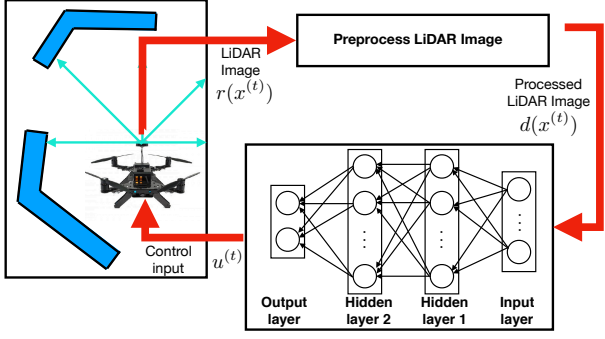 LiDAR
Image
r(x^{(t)})
Preprocess LiDAR Image
Processed
LiDAR Image
d(x^{(t)})
Control
input
u^{(t)}
Output
layer
Hidden
layer 2
Hidden
layer 1
Input
layer